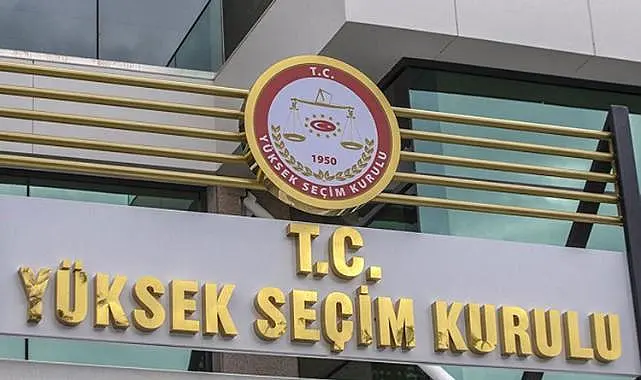 T.C.
1950
YÜKSEK SEÇİM KURULU
T.C.
YÜKSEK SEÇİM KURULU